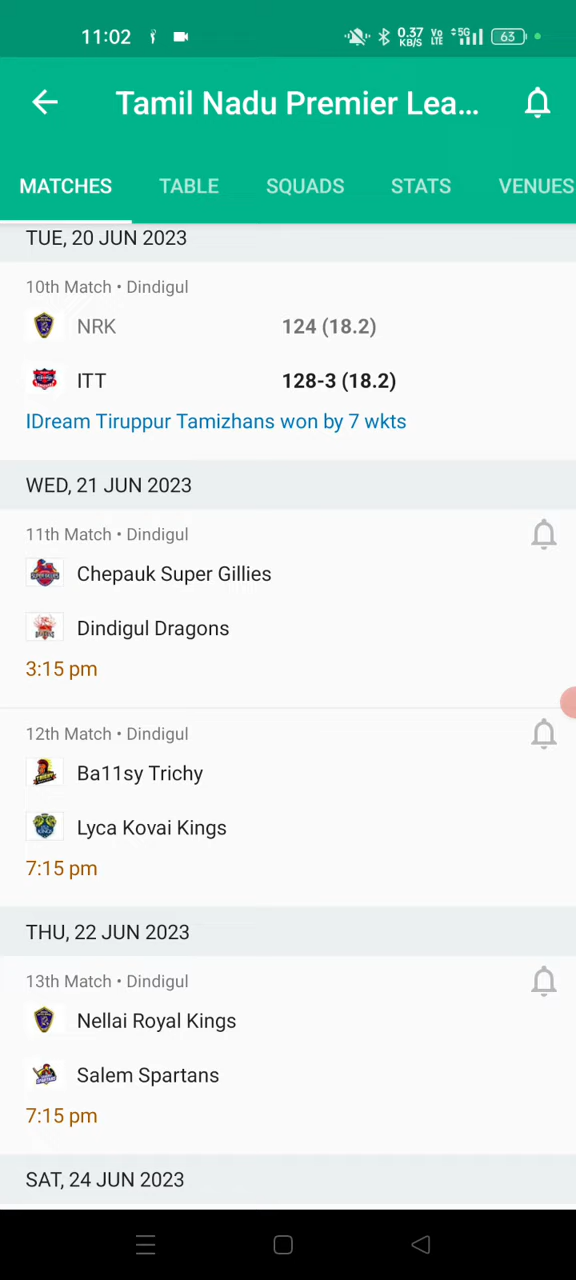 11:02 0.37 KB/S Vo LTE 5G 63
Tamil Nadu Premier Lea...
MATCHES TABLE SQUADS STATS VENUES
TUE, 20 JUN 2023
10th Match • Dindigul
NRK 124 (18.2)
ITT 128-3 (18.2)
IDream Tiruppur Tamizhans won by 7 wkts
WED, 21 JUN 2023
11th Match • Dindigul
Chepauk Super Gillies
Dindigul Dragons
3:15 pm
12th Match • Dindigul
Ba11sy Trichy
Lyca Kovai Kings
7:15 pm
THU, 22 JUN 2023
13th Match • Dindigul
Nellai Royal Kings
Salem Spartans
7:15 pm
SAT, 24 JUN 2023